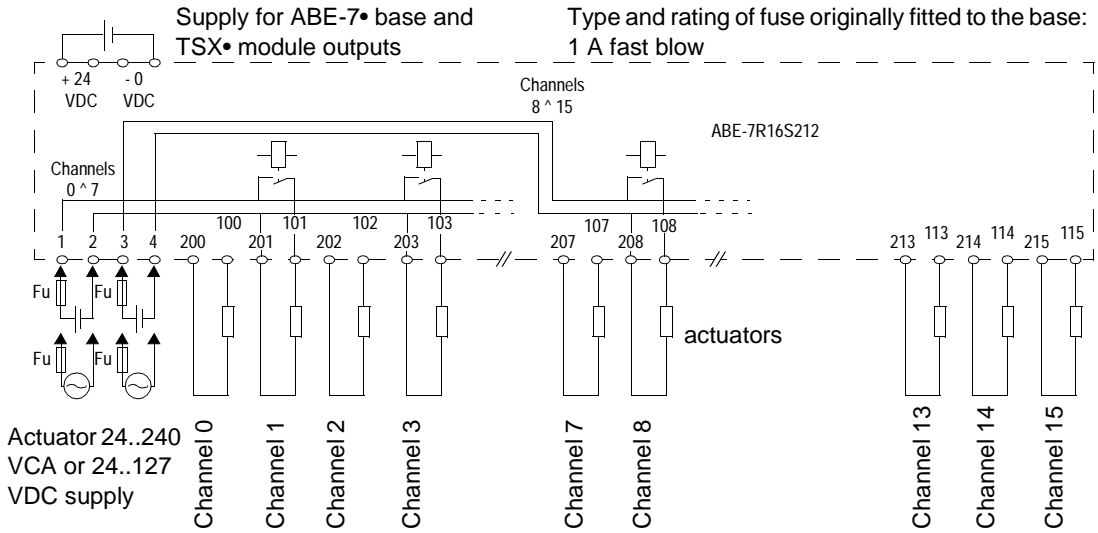 Supply for ABE-7• base and
TSX• module outputs
Type and rating of fuse originally fitted to the base:
1 A fast blow
+ 24
VDC
- 0
VDC
Channels
8 ^ 15
ABE-7R16S212
Channels
0 ^ 7
1 2 3 4 200 100 201 101 202 102 203 103 207 107 208 108 213 113 214 114 215 115
Fu Fu
Fu Fu
actuators
Actuator 24..240
VCA or 24..127
VDC supply
Channel 0
Channel 1
Channel 2
Channel 3
Channel 7
Channel 8
Channel 13
Channel 14
Channel 15